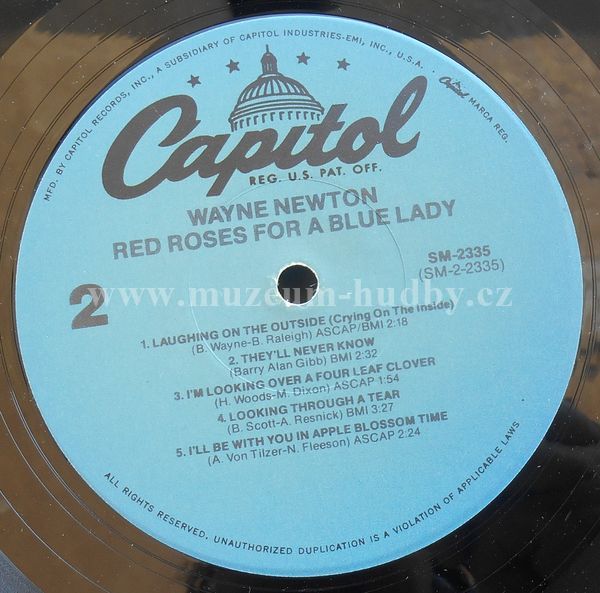 MFD. BY CAPITOL RECORDS, INC., A SUBSIDIARY OF CAPITOL INDUSTRIES-EMI, INC., U.S.A.
Capitol MARCA REG.
Capitol
REG. U.S. PAT. OFF.
WAYNE NEWTON
RED ROSES FOR A BLUE LADY
SM-2335
(SM-2-2335)
2
www.muzeum-hudby.cz
1. LAUGHING ON THE OUTSIDE (Crying On The Inside)
(B. Wayne-B. Raleigh) ASCAP/BMI 2:18
2. THEY'LL NEVER KNOW
(Barry Alan Gibb) BMI 2:32
3. I'M LOOKING OVER A FOUR LEAF CLOVER
(H. Woods-M. Dixon) ASCAP 1:54
4. LOOKING THROUGH A TEAR
(B. Scott-A. Resnick) BMI 3:27
5. I'LL BE WITH YOU IN APPLE BLOSSOM TIME
(A. Von Tilzer-N. Fleeson) ASCAP 2:24
ALL RIGHTS RESERVED. UNAUTHORIZED DUPLICATION IS A VIOLATION OF APPLICABLE LAWS